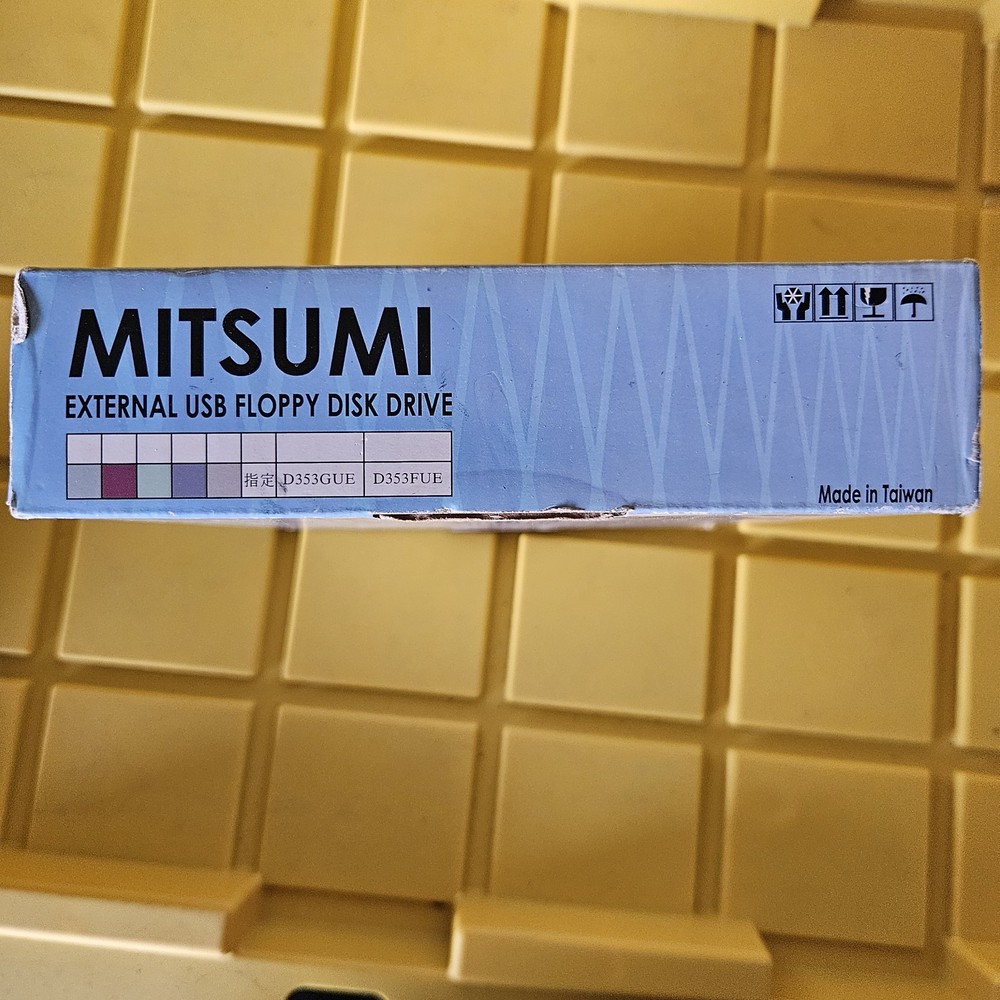 MITSUMI
EXTERNAL USB FLOPPY DISK DRIVE
指定 D353GUE D353FUE
Made in Taiwan